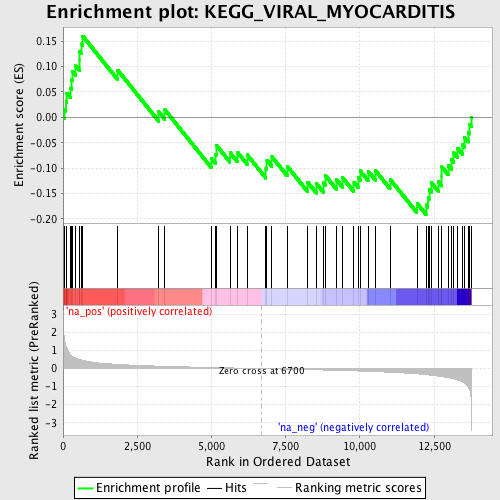 Enrichment plot: KEGG_VIRAL_MYOCARDITIS
Enrichment score (ES)
0.15
0.10
0.05
0.00
-0.05
-0.10
-0.15
-0.20
'na_pos' (positively correlated)
Ranked list metric (PreRanked)
3
2
1
0
-1
-2
-3
Zero cross at 6700
'na_neg' (negatively correlated)
0
2,500
5,000
7,500
10,000
12,500
Rank in Ordered Dataset
Enrichment profile
Hits
Ranking metric scores